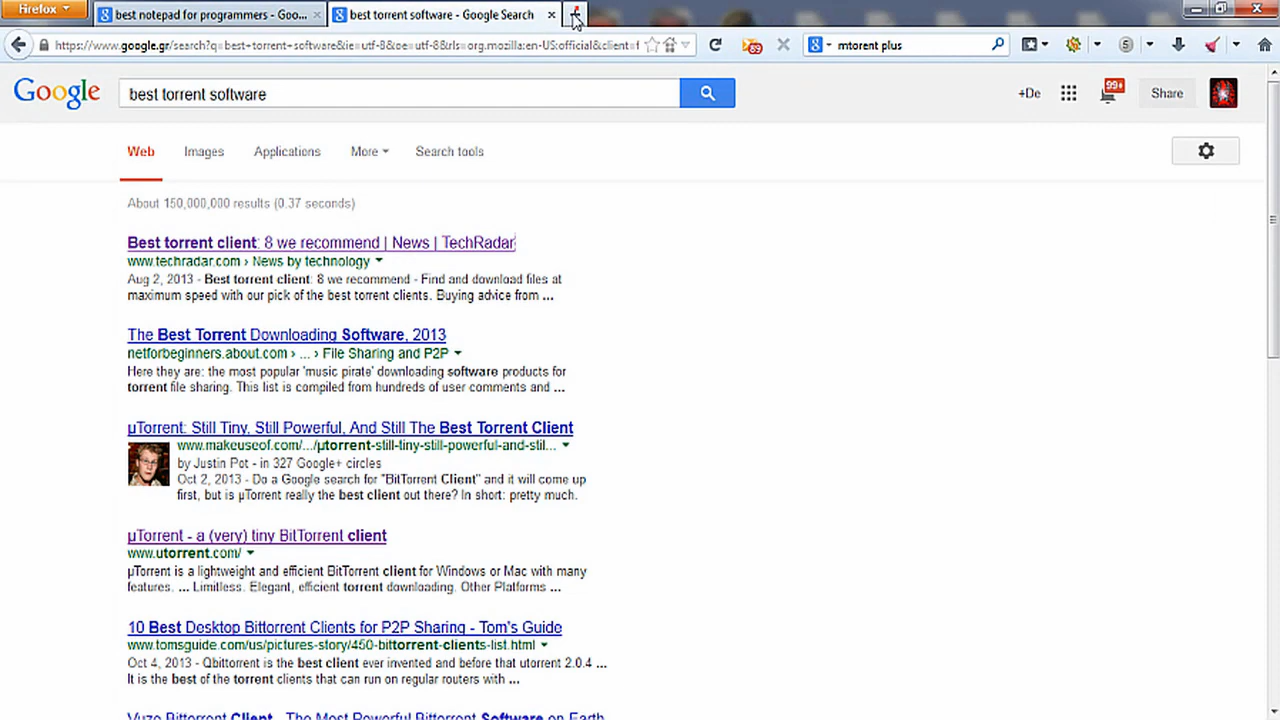 Firefox
best notepad for programmers - Goo...
best torrent software - Google Search
https://www.google.gr/search?q=best+torrent+software&ie=utf-8&oe=utf-8&rls=org.mozilla:en-US:official&client=f
89
S
mtorent plus
Google
best torrent software
+De
99+
Share
Web
Images
Applications
More
Search tools
About 150,000,000 results (0.37 seconds)
Best torrent client: 8 we recommend | News | TechRadar
www.techradar.com › News by technology
Aug 2, 2013 - Best torrent client: 8 we recommend - Find and download files at
maximum speed with our pick of the best torrent clients. Buying advice from ...
The Best Torrent Downloading Software, 2013
netforbeginners.about.com › ... › File Sharing and P2P
Here they are: the most popular 'music pirate' downloading software products for
torrent file sharing. This list is compiled from hundreds of user comments and ...
µTorrent: Still Tiny, Still Powerful, And Still The Best Torrent Client
www.makeuseof.com/.../µtorrent-still-tiny-still-powerful-and-stil...
by Justin Pot - in 327 Google+ circles
Oct 2, 2013 - Do a Google search for "BitTorrent Client" and it will come up
first, but is µTorrent really the best client out there? In short: pretty much.
µTorrent - a (very) tiny BitTorrent client
www.utorrent.com/
µTorrent is a lightweight and efficient BitTorrent client for Windows or Mac with many
features. ... Limitless. Elegant, efficient torrent downloading. Other Platforms ...
10 Best Desktop Bittorrent Clients for P2P Sharing - Tom's Guide
www.tomsguide.com/us/pictures-story/450-bittorrent-clients-list.html
Oct 4, 2013 - Qbittorrent is the best client ever invented and before that utorrent 2.0.4 ...
It is the best of the torrent clients that can run on regular routers with ...
Vuze Bittorrent Client - The Most Powerful Bittorrent Software on Earth